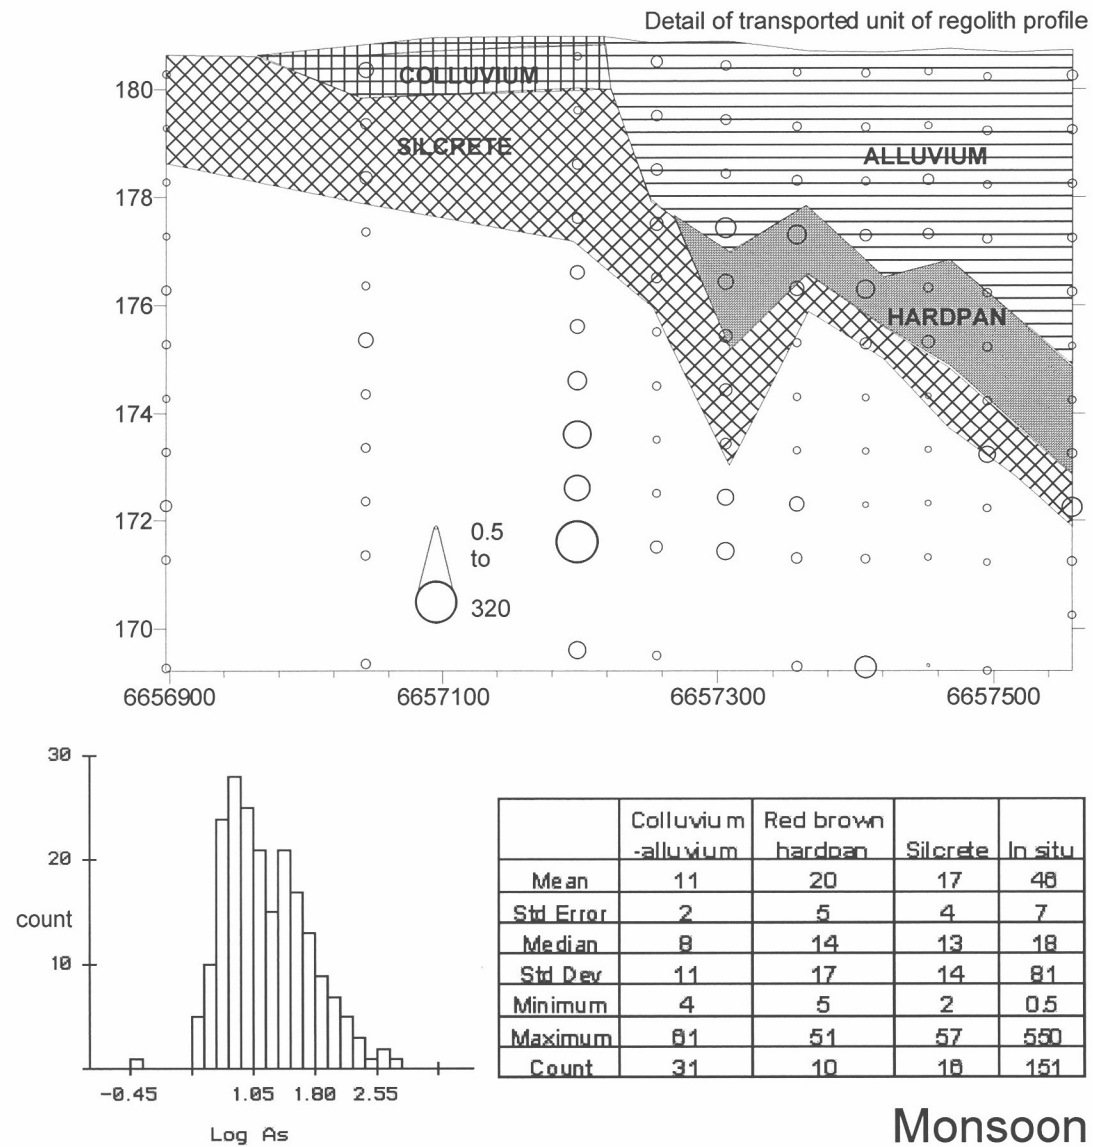 Detail of transported unit of regolith profile
COLLUVIUM
SILCRETE
ALLUVIUM
HARDPAN
180
178
176
174
172
170
0.5
to
320
6656900 6657100 6657300 6657500
30
20
count
10
-0.45 1.05 1.80 2.55
Log As
Colluvium Red brown
-alluvium hardpan Silcrete In situ
Mean 11 20 17
Std Error 2 5 4 7
Median 8 14 13 18
Std Dev 11 17 14 81
Minimum 4 5 2 0.5
Maximum 51 57 550
Count 31 10 151
Monsoon